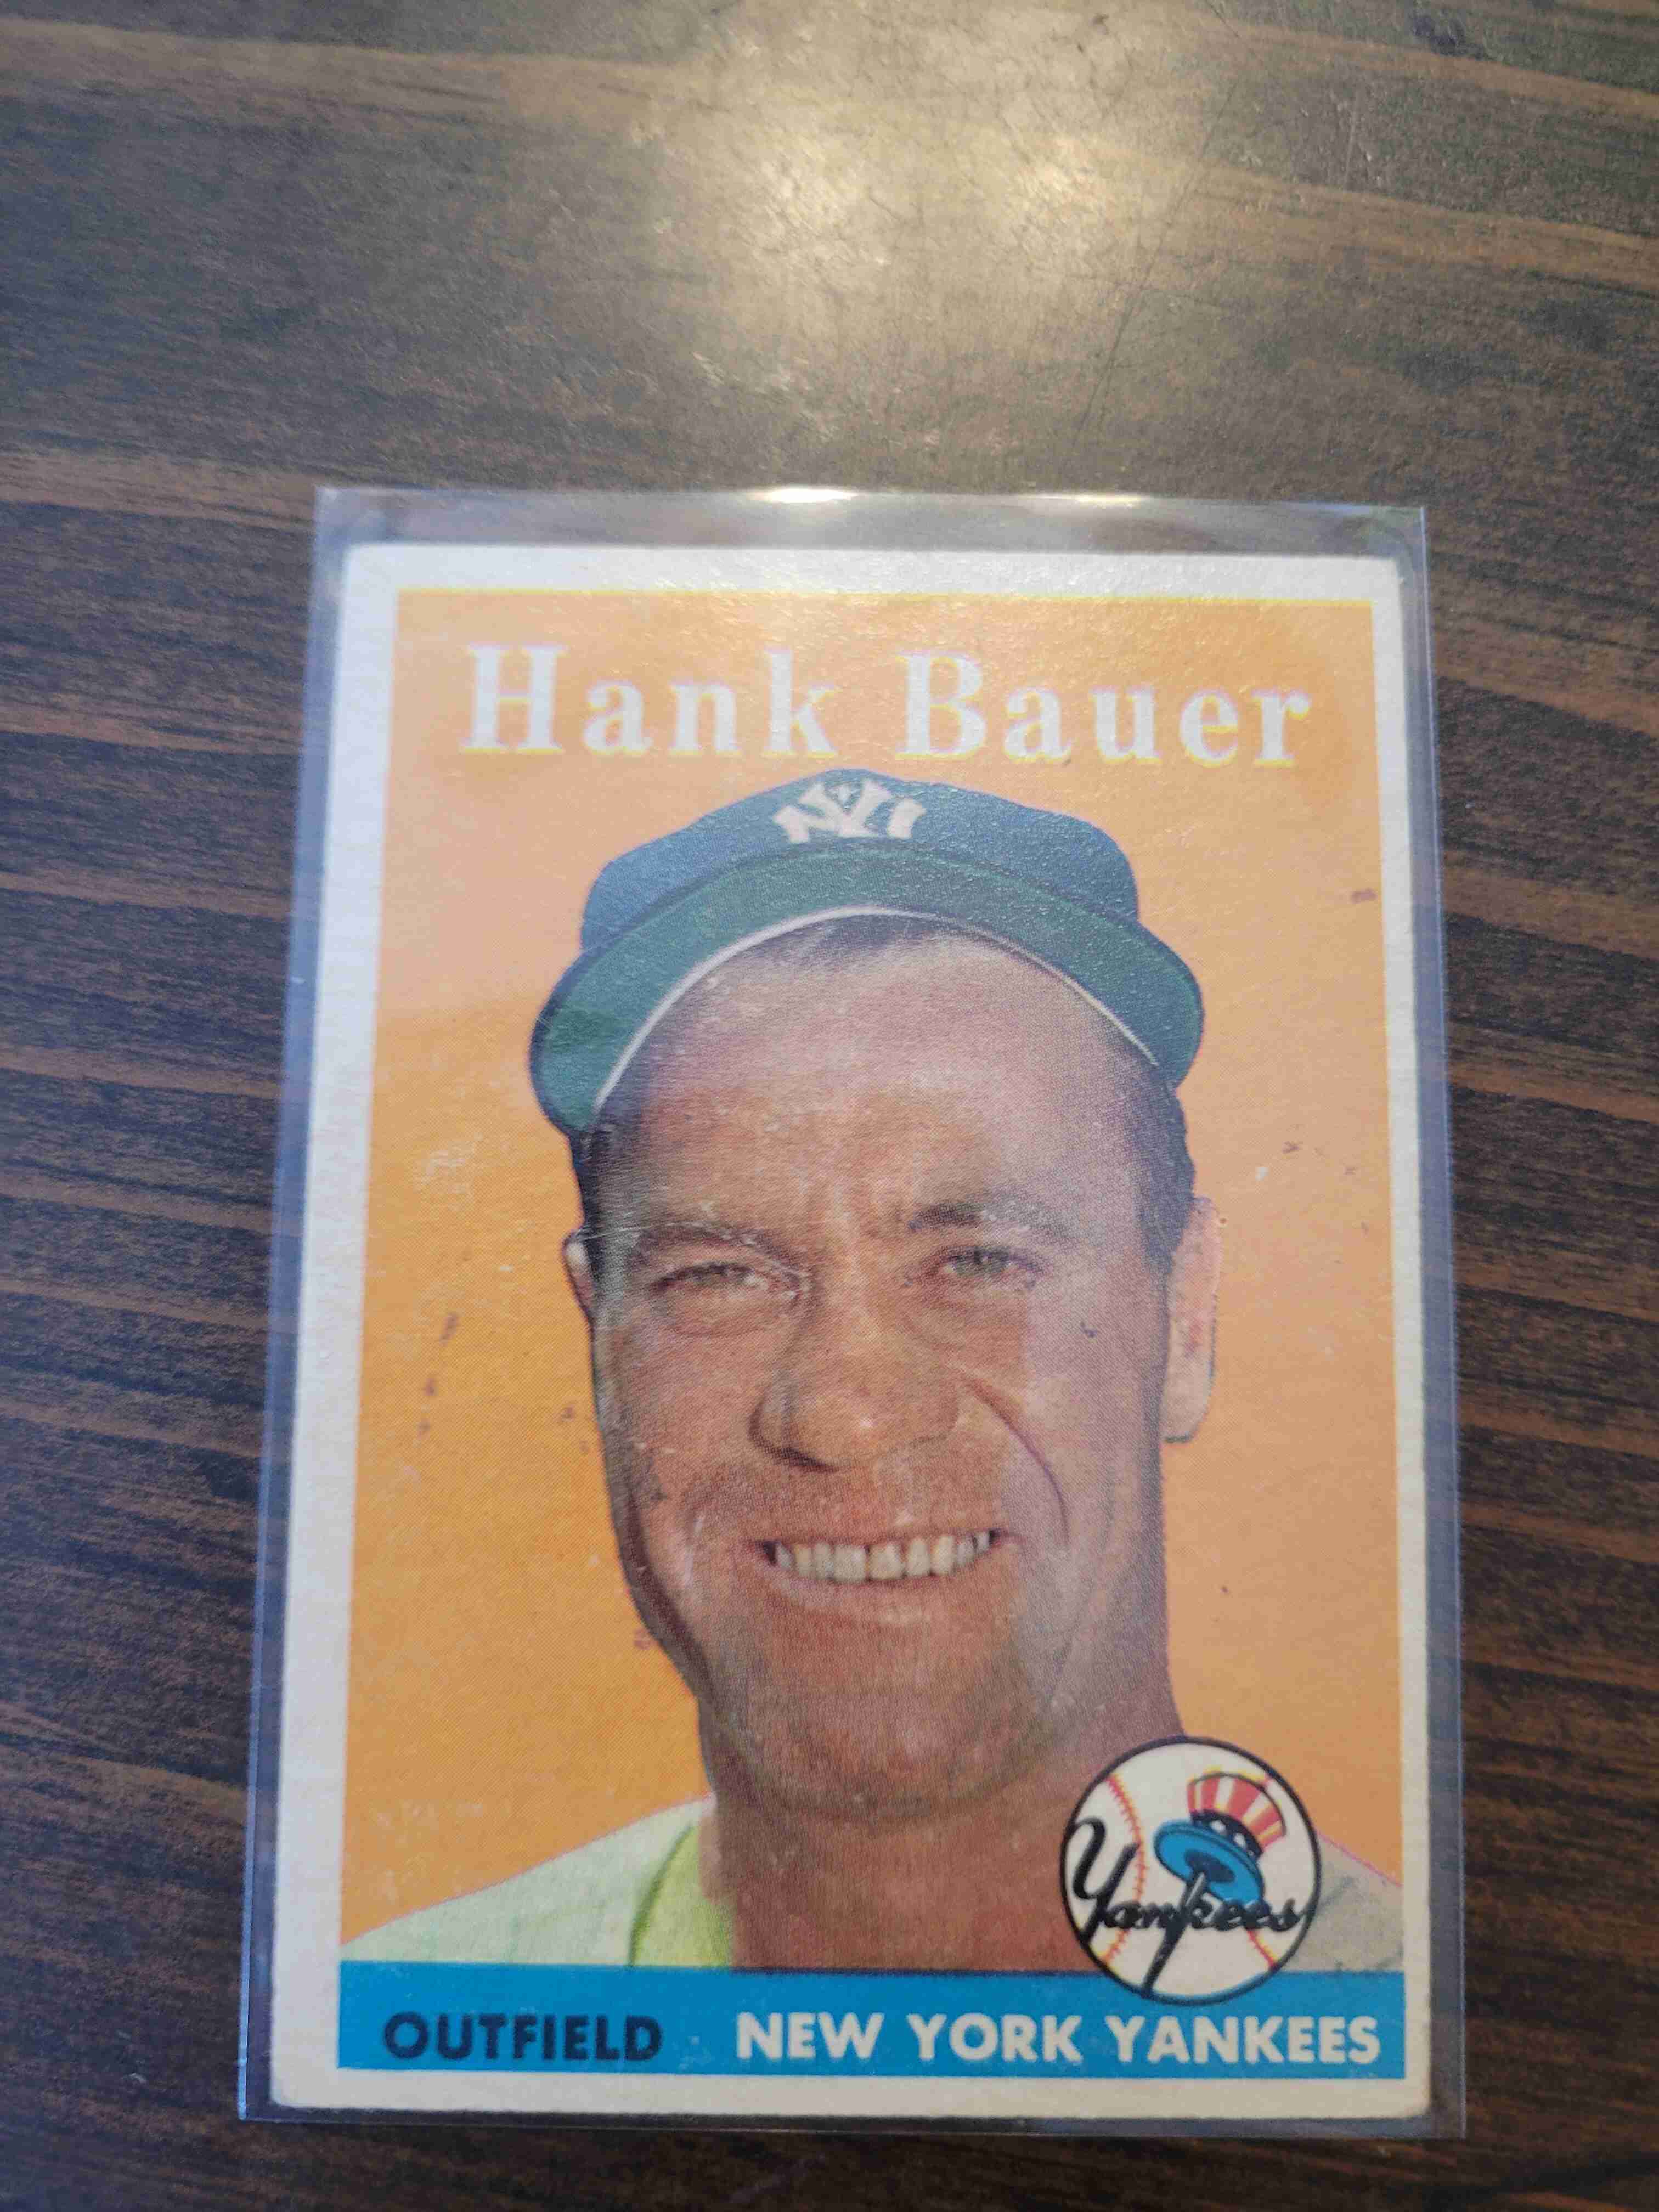 Hank Bauer
NY
Yankees
OUTFIELD NEW YORK YANKEES